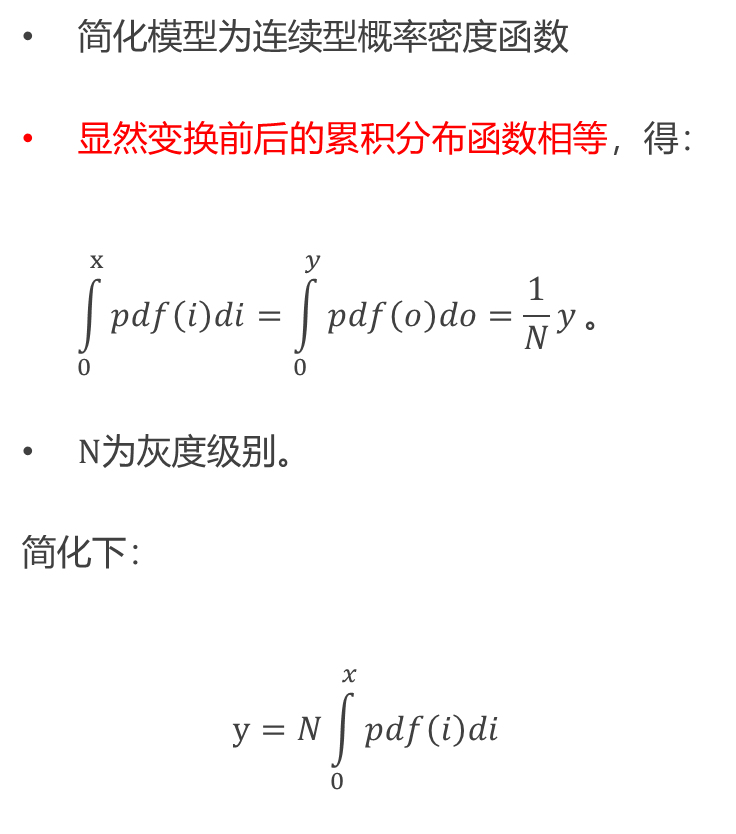 • 简化模型为连续型概率密度函数
• 显然变换前后的累积分布函数相等，得：
∫₀ˣ pdf(i)di = ∫₀ʸ pdf(o)do = 1/N y 。
• N为灰度级别。
简化下：
y = N ∫₀ˣ pdf(i)di